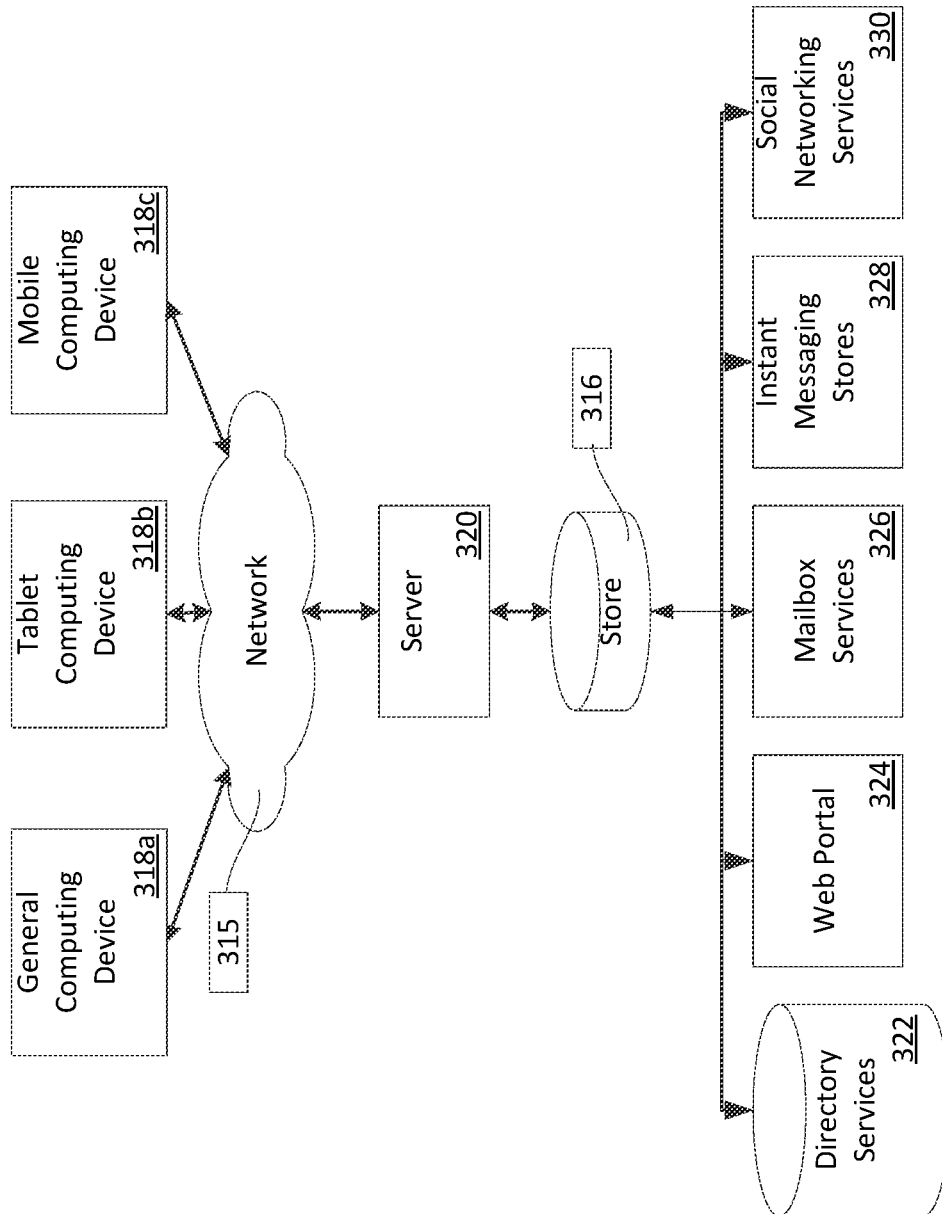 General
Computing
Device
318a
Tablet
Computing
Device
318b
Mobile
Computing
Device
318c
315
Network
Server
320
Store
316
Directory
Services
322
Web Portal
324
Mailbox
Services
326
Instant
Messaging
Stores
328
Social
Networking
Services
330